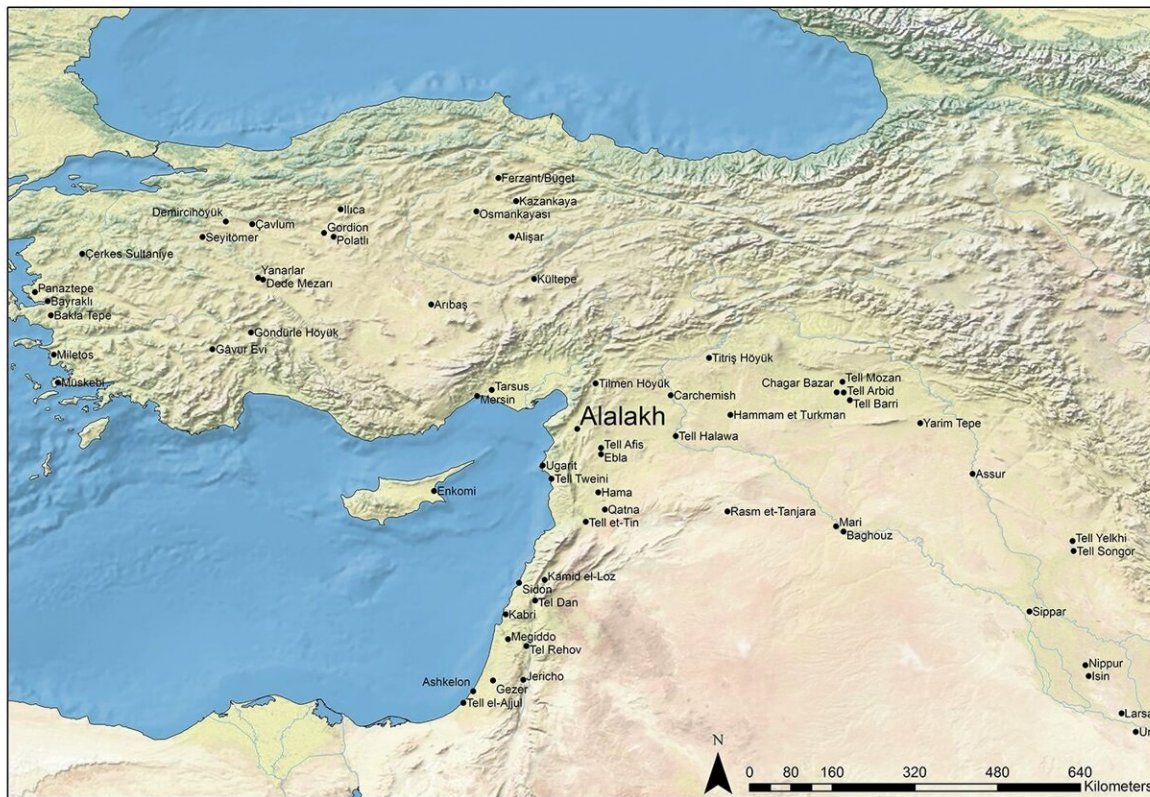 Ferzant/Büget
Kazankaya
Osmankayası
Ilıca
Demircihöyük
Çavlum
Gordion
Polatlı
Seyitömer
Alişar
Çerkes Sultaniye
Yanarlar
Dede Mezarı
Kültepe
Panaztepe
Bayraklı
Bakla Tepe
Arıbaş
Göndürle Höyük
Gâvur Evi
Miletos
Müskebi
Titriş Höyük
Tarsus
Mersin
Tilmen Höyük
Carchemish
Chagar Bazar
Tell Mozan
Tell Arbid
Tell Barri
Alalakh
Hammam et Turkman
Yarim Tepe
Tell Halawa
Tell Afis
Ebla
Ugarit
Tell Tweini
Assur
Enkomi
Hama
Qatna
Tell et-Tin
Rasm et-Tanjara
Mari
Baghouz
Tell Yelkhi
Tell Songor
Kamid el-Loz
Sidon
Tel Dan
Kabri
Sippar
Megiddo
Tel Rehov
Nippur
Isin
Ashkelon
Gezer
Jericho
Tell el-Ajjul
Larsa
Ur
N
0 80 160 320 480 640
Kilometers